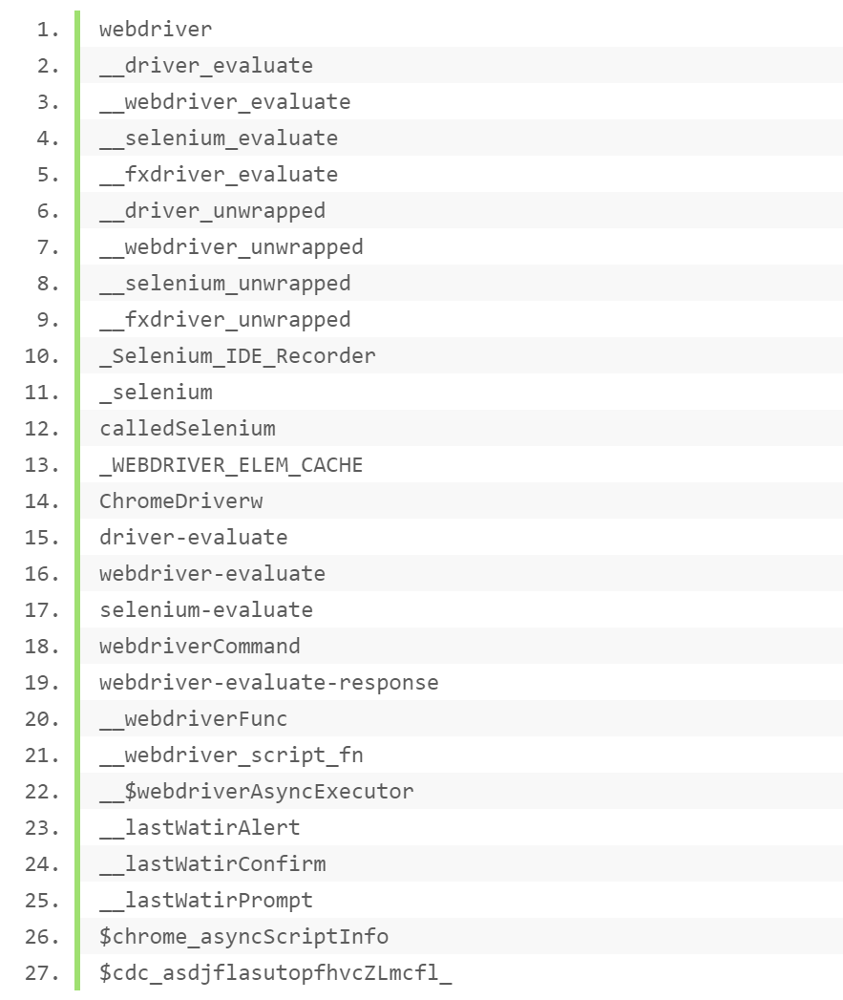 1. webdriver
2. __driver_evaluate
3. __webdriver_evaluate
4. __selenium_evaluate
5. __fxdriver_evaluate
6. __driver_unwrapped
7. __webdriver_unwrapped
8. __selenium_unwrapped
9. __fxdriver_unwrapped
10. _Selenium_IDE_Recorder
11. _selenium
12. calledSelenium
13. _WEBDRIVER_ELEM_CACHE
14. ChromeDriverw
15. driver-evaluate
16. webdriver-evaluate
17. selenium-evaluate
18. webdriverCommand
19. webdriver-evaluate-response
20. __webdriverFunc
21. __webdriver_script_fn
22. __$webdriverAsyncExecutor
23. __lastWatirAlert
24. __lastWatirConfirm
25. __lastWatirPrompt
26. $chrome_asyncScriptInfo
27. $cdc_asdjflasutopfhvcZLmcfl_